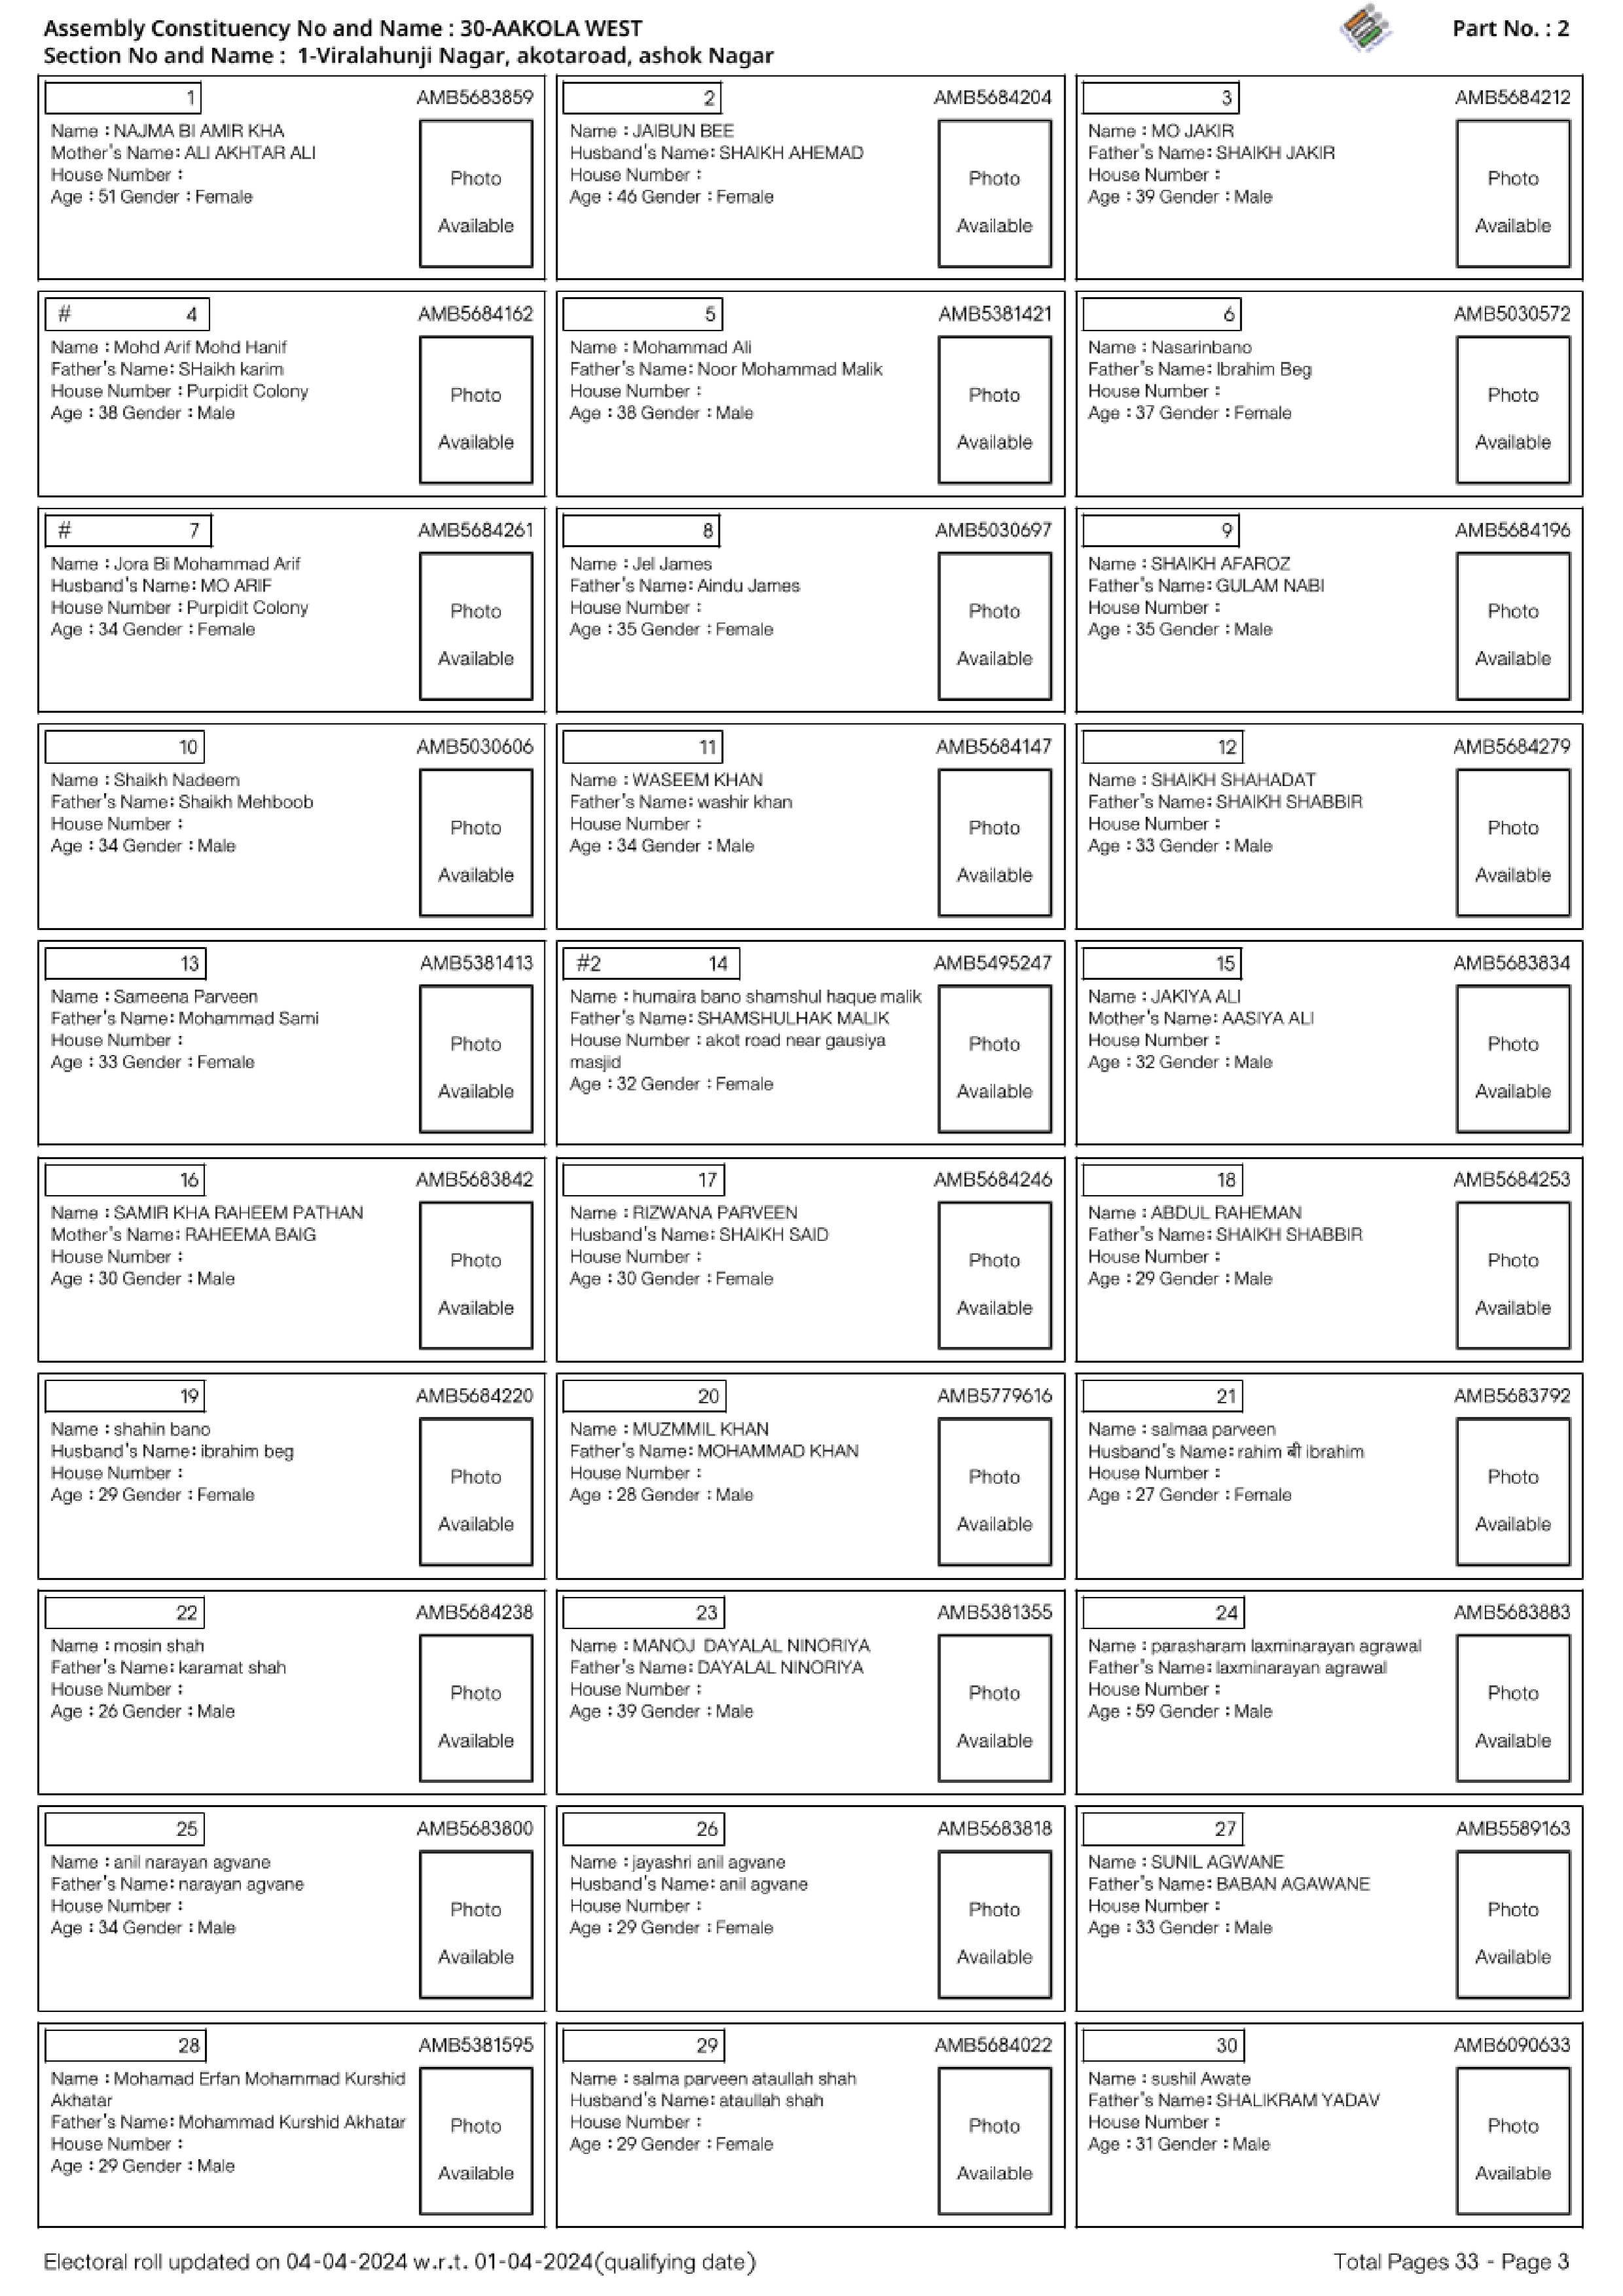 Assembly Constituency No and Name : 30-AAKOLA WEST
Part No. : 2
Section No and Name : 1-Viralahunji Nagar, akotaroad, ashok Nagar
1
AMB5683859
Name : NAJMA BI AMIR KHA
Mother's Name: ALI AKHTAR ALI
House Number :
Age : 51 Gender : Female
Photo
Available
2
AMB5684204
Name : JAIBUN BEE
Husband's Name: SHAIKH AHEMAD
House Number :
Age : 46 Gender : Female
Photo
Available
3
AMB5684212
Name : MO JAKIR
Father's Name: SHAIKH JAKIR
House Number :
Age : 39 Gender : Male
Photo
Available
# 4
AMB5684162
Name : Mohd Arif Mohd Hanif
Father's Name: SHaikh karim
House Number : Purpidit Colony
Age : 38 Gender : Male
Photo
Available
5
AMB5381421
Name : Mohammad Ali
Father's Name: Noor Mohammad Malik
House Number :
Age : 38 Gender : Male
Photo
Available
6
AMB5030572
Name : Nasarinbano
Father's Name: Ibrahim Beg
House Number :
Age : 37 Gender : Female
Photo
Available
# 7
AMB5684261
Name : Jora Bi Mohammad Arif
Husband's Name: MO ARIF
House Number : Purpidit Colony
Age : 34 Gender : Female
Photo
Available
8
AMB5030697
Name : Jel James
Father's Name: Aindu James
House Number :
Age : 35 Gender : Female
Photo
Available
9
AMB5684196
Name : SHAIKH AFAROZ
Father's Name: GULAM NABI
House Number :
Age : 35 Gender : Male
Photo
Available
10
AMB5030606
Name : Shaikh Nadeem
Father's Name: Shaikh Mehboob
House Number :
Age : 34 Gender : Male
Photo
Available
11
AMB5684147
Name : WASEEM KHAN
Father's Name: washir khan
House Number :
Age : 34 Gender : Male
Photo
Available
12
AMB5684279
Name : SHAIKH SHAHADAT
Father's Name: SHAIKH SHABBIR
House Number :
Age : 33 Gender : Male
Photo
Available
13
AMB5381413
Name : Sameena Parveen
Father's Name: Mohammad Sami
House Number :
Age : 33 Gender : Female
Photo
Available
#2 14
AMB5495247
Name : humaira bano shamshul haque malik
Father's Name: SHAMSHULHAK MALIK
House Number : akot road near gausiya
masjid
Age : 32 Gender : Female
Photo
Available
15
AMB5683834
Name : JAKIYA ALI
Mother's Name: AASIYA ALI
House Number :
Age : 32 Gender : Male
Photo
Available
16
AMB5683842
Name : SAMIR KHA RAHEEM PATHAN
Mother's Name: RAHEEMA BAIG
House Number :
Age : 30 Gender : Male
Photo
Available
17
AMB5684246
Name : RIZWANA PARVEEN
Husband's Name: SHAIKH SAID
House Number :
Age : 30 Gender : Female
Photo
Available
18
AMB5684253
Name : ABDUL RAHEMAN
Father's Name: SHAIKH SHABBIR
House Number :
Age : 29 Gender : Male
Photo
Available
19
AMB5684220
Name : shahin bano
Husband's Name: ibrahim beg
House Number :
Age : 29 Gender : Female
Photo
Available
20
AMB5779616
Name : MUZMMIL KHAN
Father's Name: MOHAMMAD KHAN
House Number :
Age : 28 Gender : Male
Photo
Available
21
AMB5683792
Name : salmaa parveen
Husband's Name: rahim बी ibrahim
House Number :
Age : 27 Gender : Female
Photo
Available
22
AMB5684238
Name : mosin shah
Father's Name: karamat shah
House Number :
Age : 26 Gender : Male
Photo
Available
23
AMB5381355
Name : MANOJ DAYALAL NINORIYA
Father's Name: DAYALAL NINORIYA
House Number :
Age : 39 Gender : Male
Photo
Available
24
AMB5683883
Name : parasharam laxminarayan agrawal
Father's Name: laxminarayan agrawal
House Number :
Age : 59 Gender : Male
Photo
Available
25
AMB5683800
Name : anil narayan agvane
Father's Name: narayan agvane
House Number :
Age : 34 Gender : Male
Photo
Available
26
AMB5683818
Name : jayashri anil agvane
Husband's Name: anil agvane
House Number :
Age : 29 Gender : Female
Photo
Available
27
AMB5589163
Name : SUNIL AGWANE
Father's Name: BABAN AGAWANE
House Number :
Age : 33 Gender : Male
Photo
Available
28
AMB5381595
Name : Mohamad Erfan Mohammad Kurshid
Akhatar
Father's Name: Mohammad Kurshid Akhatar
House Number :
Age : 29 Gender : Male
Photo
Available
29
AMB5684022
Name : salma parveen ataullah shah
Husband's Name: ataullah shah
House Number :
Age : 29 Gender : Female
Photo
Available
30
AMB6090633
Name : sushil Awate
Father's Name: SHALIKRAM YADAV
House Number :
Age : 31 Gender : Male
Photo
Available
Electoral roll updated on 04-04-2024 w.r.t. 01-04-2024(qualifying date)
Total Pages 33 - Page 3